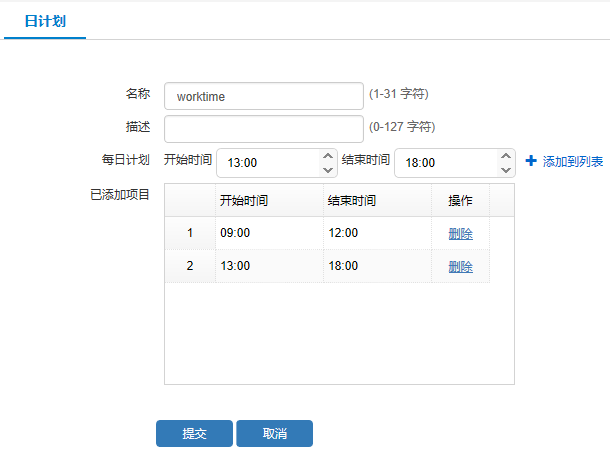 日计划
名称 worktime (1-31 字符)
描述 (0-127 字符)
每日计划 开始时间 13:00 结束时间 18:00 添加到列表
已添加项目
开始时间 结束时间 操作
1 09:00 12:00 删除
2 13:00 18:00 删除
提交 取消